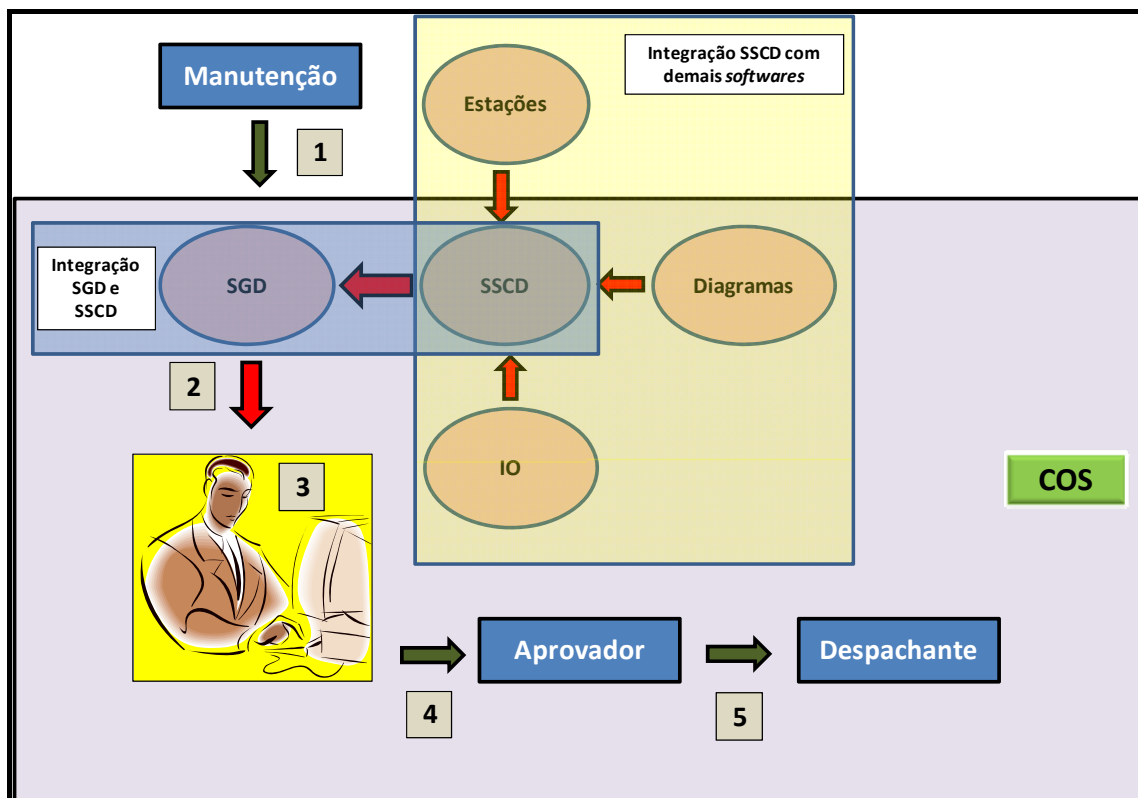 Manutenção
1
Integração SSCD com
demais softwares
Estações
Integração
SGD e
SSCD
SGD
SSCD
Diagramas
2
3
IO
COS
4
Aprovador
5
Despachante